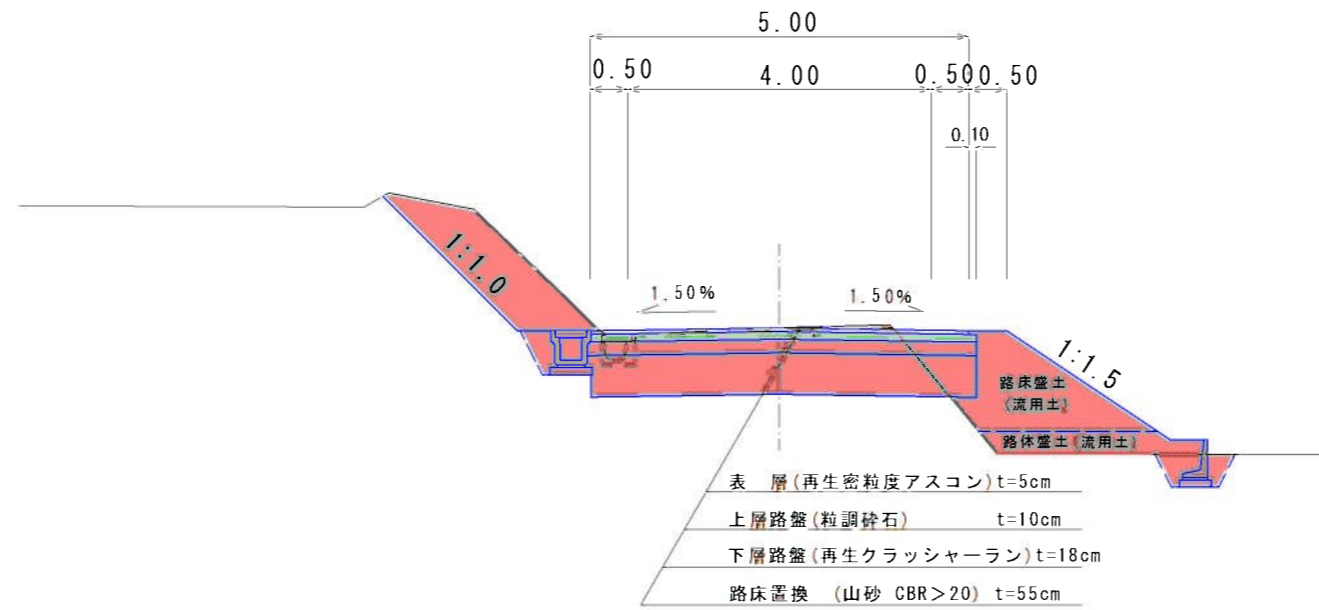 5.00
0.50 4.00 0.50 0.50
0.10
1:1.0
1.50% 1.50%
1:1.5
路床盛土
(流用土)
路体盛土(流用土)
表 層(再生密粒度アスコン)t=5cm
上層路盤(粒調砕石) t=10cm
下層路盤(再生クラッシャーラン)t=18cm
路床置換 (山砂 CBR>20) t=55cm